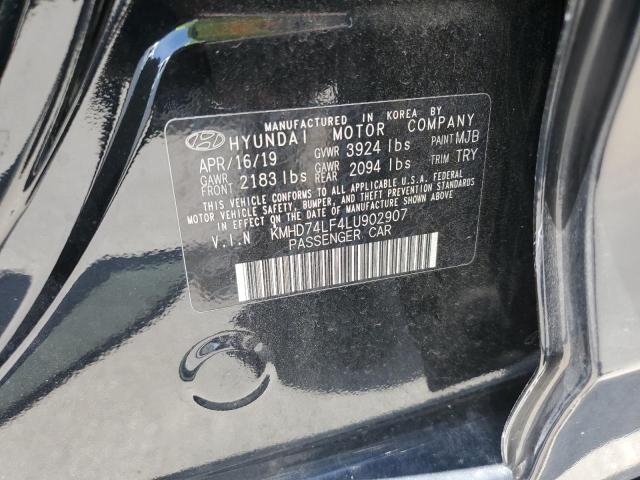 MANUFACTURED IN KOREA BY
HYUNDAI MOTOR COMPANY
APR/16/19 GVWR 3924 lbs PAINT MJB
GAWR FRONT 2183 lbs GAWR REAR 2094 lbs TRIM TRY
THIS VEHICLE CONFORMS TO ALL APPLICABLE U.S.A. FEDERAL
MOTOR VEHICLE SAFETY, BUMPER, AND THEFT PREVENTION
STANDARDS IN EFFECT ON THE DATE OF MANUFACTURE SHOWN ABOVE.
V.I.N KMHD74LF4LU902907
PASSENGER CAR